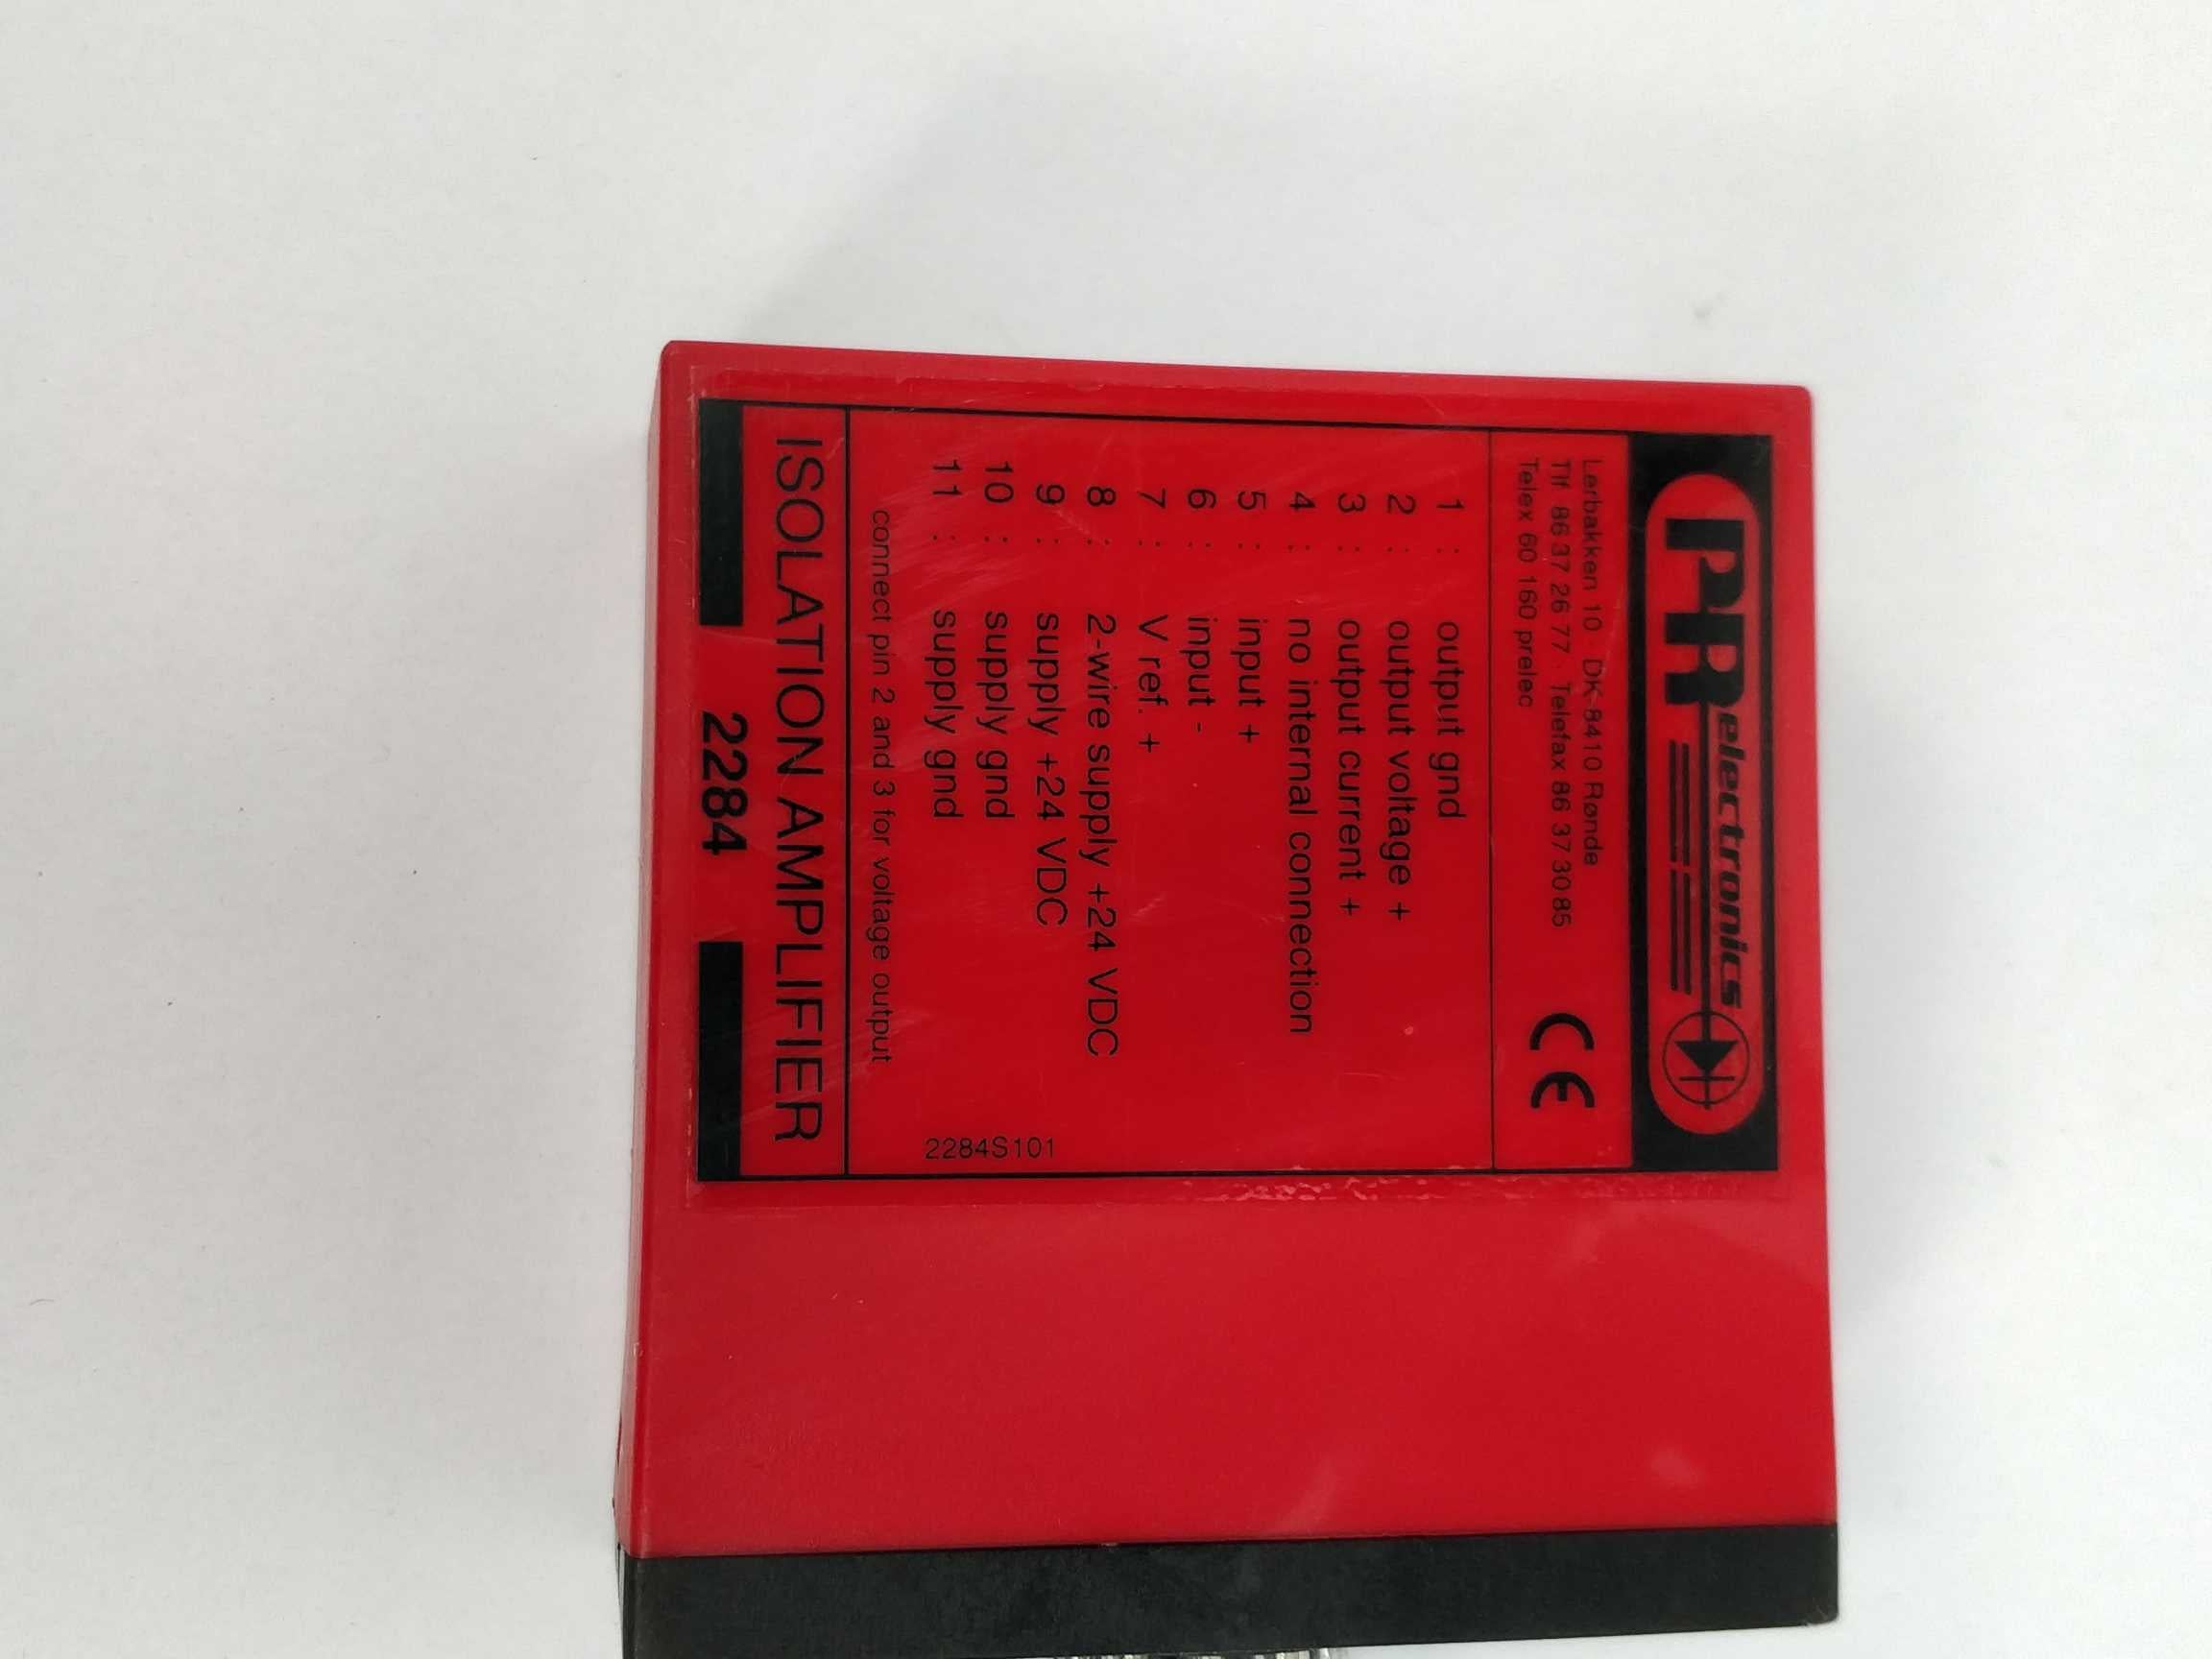 PR electronics
Lerbakken 10 · DK-8410 Rønde
Tlf 86 37 26 77 · Telefax 86 37 30 85
Telex 60 160 prelec
CE
1 : output gnd
2 : output voltage +
3 : output current +
4 : no internal connection
5 : input +
6 : input -
7 : V ref. +
8 : 2-wire supply +24 VDC
9 : supply +24 VDC
10 : supply gnd
11 : supply gnd
2284S101
connect pin 2 and 3 for voltage output
ISOLATION AMPLIFIER
2284